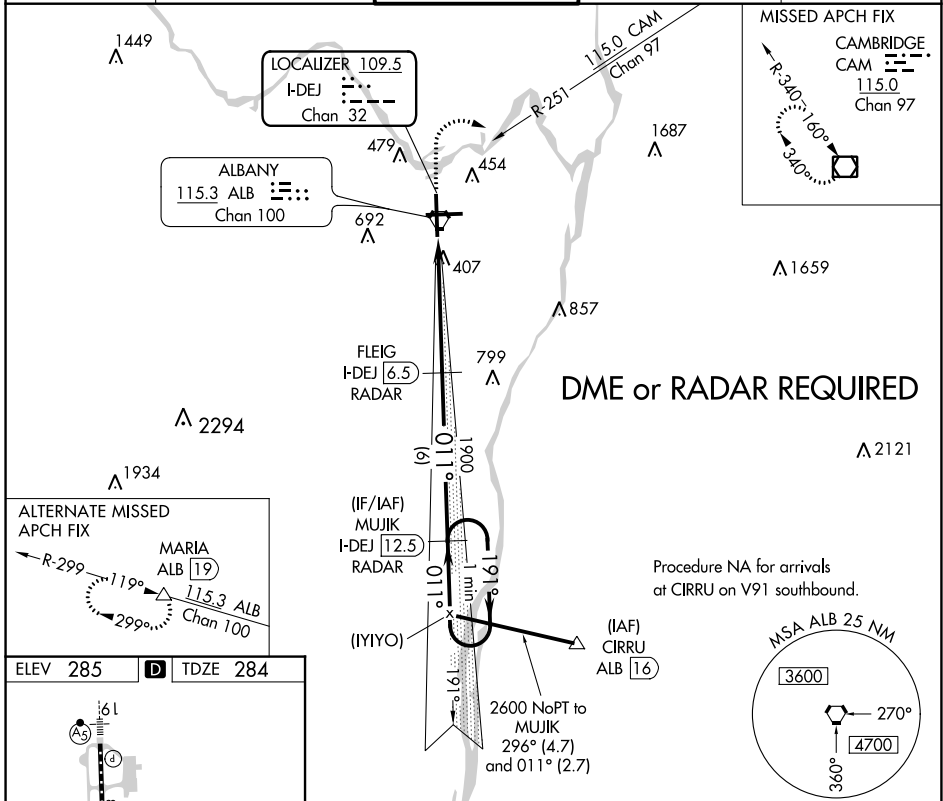 1449
LOCALIZER 109.5
I-DEJ
Chan 32
115.0 CAM
Chan 97
R-251
MISSED APCH FIX
CAMBRIDGE
CAM
115.0
Chan 97
R-340
160°
340°
479
454
1687
ALBANY
115.3 ALB
Chan 100
692
407
1659
857
FLEIG
I-DEJ 6.5
RADAR
799
DME or RADAR REQUIRED
2294
011°
(6)
1900
2121
1934
ALTERNATE MISSED
APCH FIX
R-299
119°
299°
MARIA
ALB 19
115.3 ALB
Chan 100
(IF/IAF)
MUJIK
I-DEJ 12.5
RADAR
011°
1 min
191°
(IYIYO)
191°
(IAF)
CIRRU
ALB 16
2600 NoPT to
MUJIK
296° (4.7)
and 011° (2.7)
Procedure NA for arrivals
at CIRRU on V91 southbound.
MSA ALB 25 NM
3600
270°
4700
360°
ELEV 285
D
TDZE 284
19
A5
P